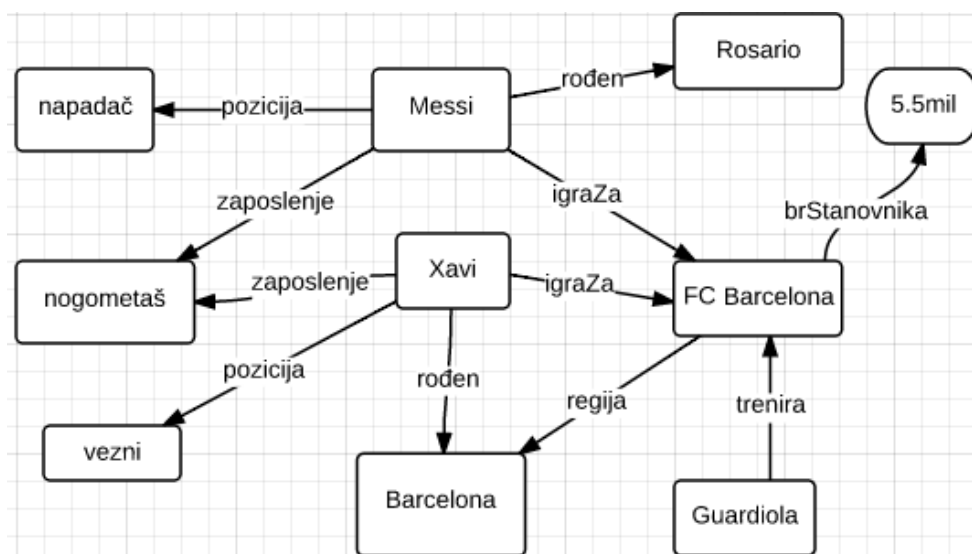 Rosario
rođen
5.5mil
napadač
pozicija
Messi
zaposlenje
igraZa
brStanovnika
Xavi
zaposlenje
igraZa
nogometaš
FC Barcelona
pozicija
rođen
regija
trenira
vezni
Barcelona
Guardiola